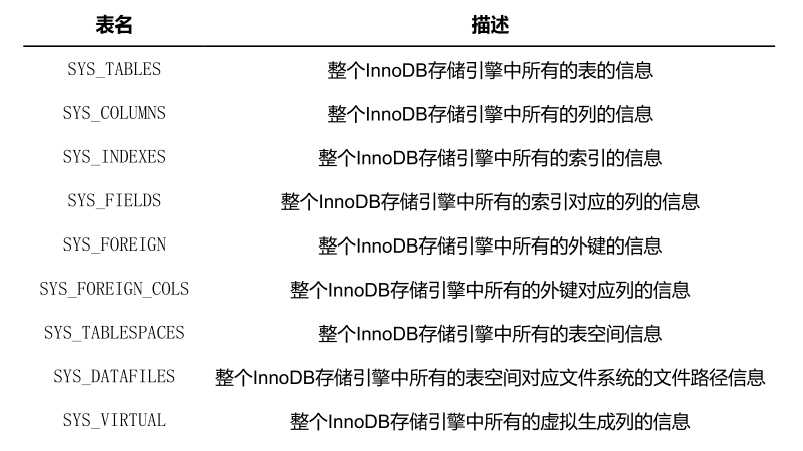 表名 描述
SYS_TABLES 整个InnoDB存储引擎中所有的表的信息
SYS_COLUMNS 整个InnoDB存储引擎中所有的列的信息
SYS_INDEXES 整个InnoDB存储引擎中所有的索引的信息
SYS_FIELDS 整个InnoDB存储引擎中所有的索引对应的列的信息
SYS_FOREIGN 整个InnoDB存储引擎中所有的外键的信息
SYS_FOREIGN_COLS 整个InnoDB存储引擎中所有的外键对应列的信息
SYS_TABLESPACES 整个InnoDB存储引擎中所有的表空间信息
SYS_DATAFILES 整个InnoDB存储引擎中所有的表空间对应文件系统的文件路径信息
SYS_VIRTUAL 整个InnoDB存储引擎中所有的虚拟生成列的信息